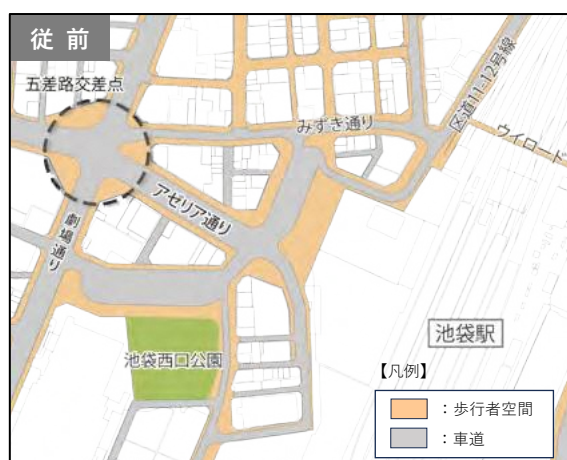 従 前
五差路交差点
みずき通り
区道11-12号線
ウイロード
アゼリア通り
劇場通り
池袋西口公園
池袋駅
【凡例】
：歩行者空間
：車道